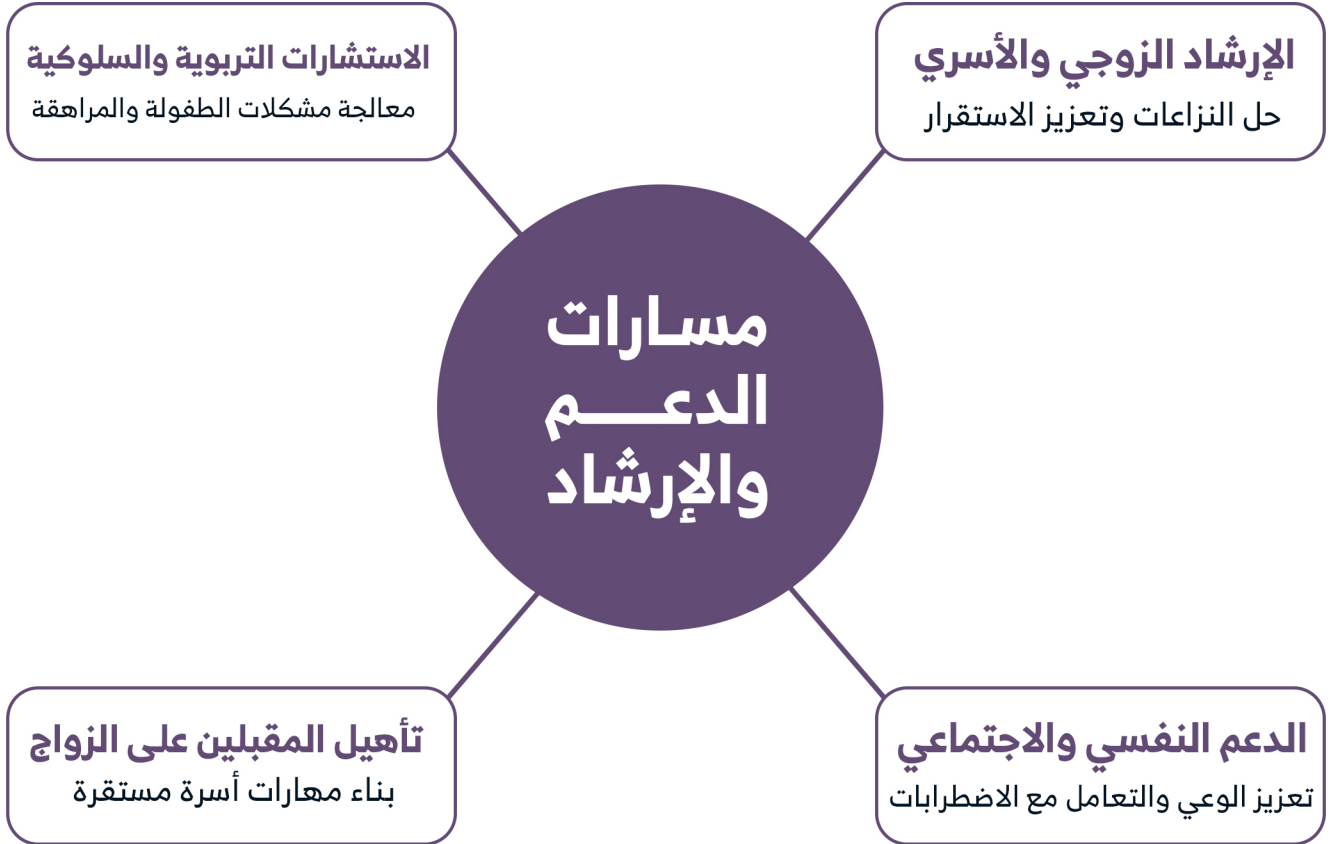 الإرشاد الزوجي والأسري
حل النزاعات وتعزيز الاستقرار
الاستشارات التربوية والسلوكية
معالجة مشكلات الطفولة والمراهقة
مسارات
الدعم
والإرشاد
الدعم النفسي والاجتماعي
تعزيز الوعي والتعامل مع الاضطرابات
تأهيل المقبلين على الزواج
بناء مهارات أسرة مستقرة